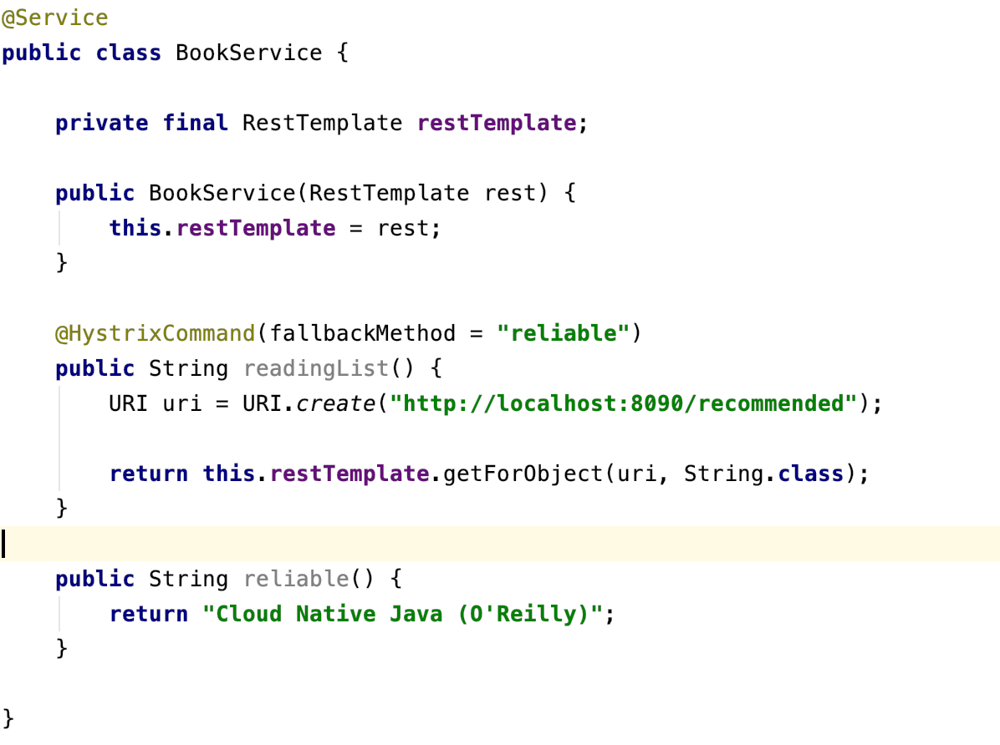 @Service
public class BookService {
    private final RestTemplate restTemplate;
    public BookService(RestTemplate rest) {
        this.restTemplate = rest;
    }
    @HystrixCommand(fallbackMethod = "reliable")
    public String readingList() {
        URI uri = URI.create("http://localhost:8090/recommended");
        return this.restTemplate.getForObject(uri, String.class);
    }
    public String reliable() {
        return "Cloud Native Java (O'Reilly)";
    }
}